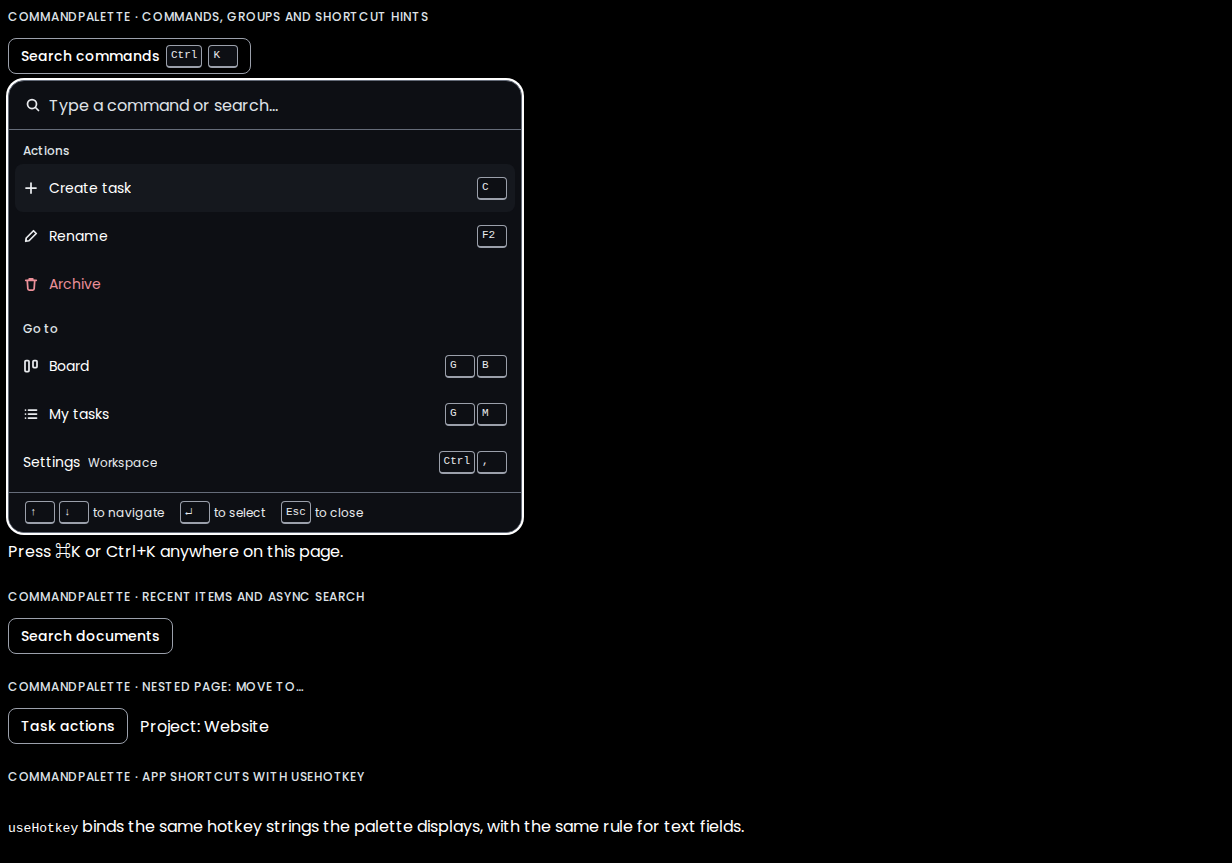 COMMANDPALETTE · COMMANDS, GROUPS AND SHORTCUT HINTS
Search commands Ctrl K
Type a command or search...
Actions
Create task C
Rename F2
Archive
Go to
Board G B
My tasks G M
Settings Workspace Ctrl ,
↑ ↓ to navigate ↵ to select Esc to close
Press ⌘K or Ctrl+K anywhere on this page.
COMMANDPALETTE · RECENT ITEMS AND ASYNC SEARCH
Search documents
COMMANDPALETTE · NESTED PAGE: MOVE TO...
Task actions Project: Website
COMMANDPALETTE · APP SHORTCUTS WITH USEHOTKEY
useHotkey binds the same hotkey strings the palette displays, with the same rule for text fields.